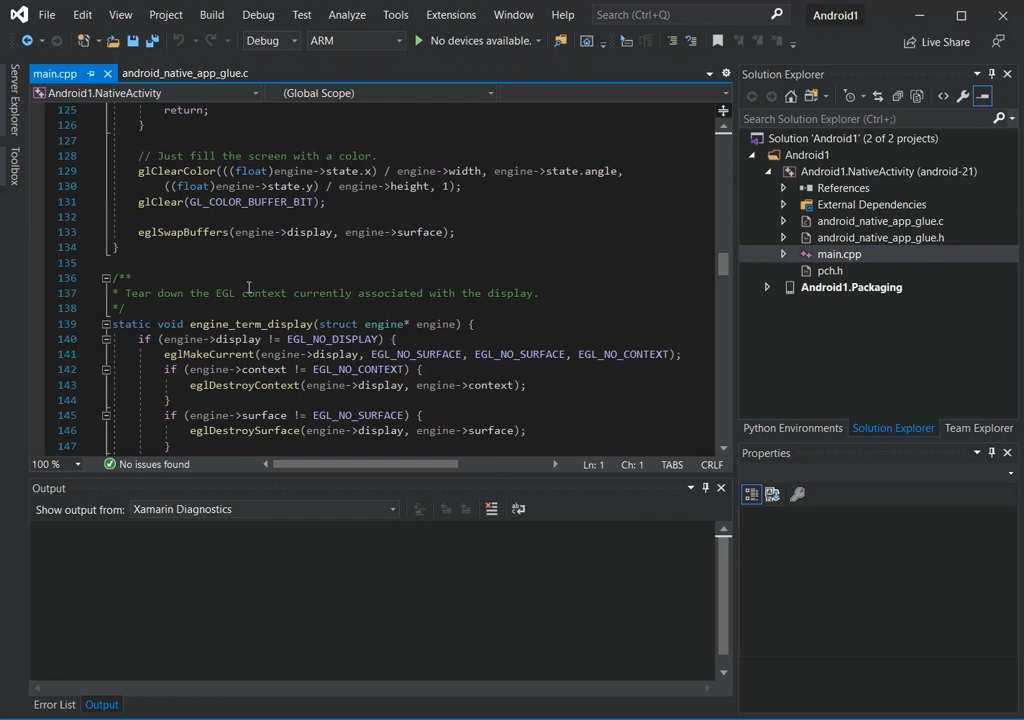 File Edit View Project Build Debug Test Analyze Tools Extensions Window Help Search (Ctrl+Q) Android1
Debug ARM No devices available. Live Share
Server Explorer
Toolbox
main.cpp android_native_app_glue.c
Android1.NativeActivity (Global Scope)
125 return;
126 }
127
128 // Just fill the screen with a color.
129 glClearColor(((float)engine->state.x) / engine->width, engine->state.angle,
130 ((float)engine->state.y) / engine->height, 1);
131 glClear(GL_COLOR_BUFFER_BIT);
132
133 eglSwapBuffers(engine->display, engine->surface);
134 }
135
136 /**
137 * Tear down the EGL context currently associated with the display.
138 */
139 static void engine_term_display(struct engine* engine) {
140 if (engine->display != EGL_NO_DISPLAY) {
141 eglMakeCurrent(engine->display, EGL_NO_SURFACE, EGL_NO_SURFACE, EGL_NO_CONTEXT);
142 if (engine->context != EGL_NO_CONTEXT) {
143 eglDestroyContext(engine->display, engine->context);
144 }
145 if (engine->surface != EGL_NO_SURFACE) {
146 eglDestroySurface(engine->display, engine->surface);
147 }
100 % No issues found Ln: 1 Ch: 1 TABS CRLF
Output
Show output from: Xamarin Diagnostics
Error List Output
Solution Explorer
Search Solution Explorer (Ctrl+;)
Solution 'Android1' (2 of 2 projects)
Android1
Android1.NativeActivity (android-21)
References
External Dependencies
android_native_app_glue.c
android_native_app_glue.h
main.cpp
pch.h
Android1.Packaging
Python Environments Solution Explorer Team Explorer
Properties